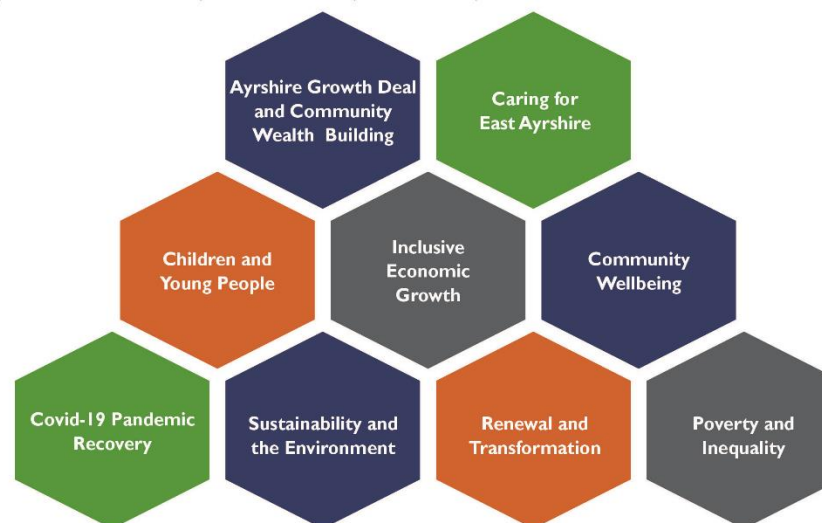 Ayrshire Growth Deal
and Community
Wealth Building
Caring for
East Ayrshire
Children and
Young People
Inclusive
Economic
Growth
Community
Wellbeing
Covid-19 Pandemic
Recovery
Sustainability and
the Environment
Renewal and
Transformation
Poverty and
Inequality